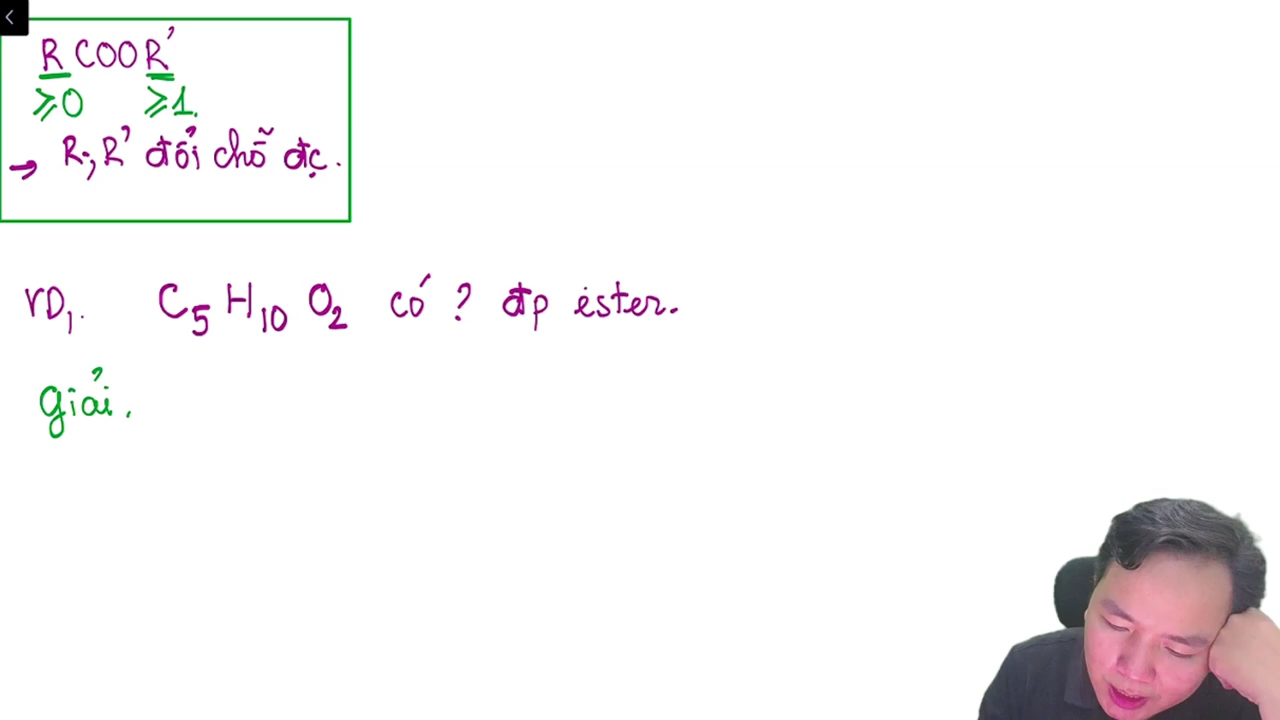 RCOOR'
≥0 ≥1.
→ R; R' đổi chỗ đc.
VD1. C5H10O2 có ? đp ester.
Giải.